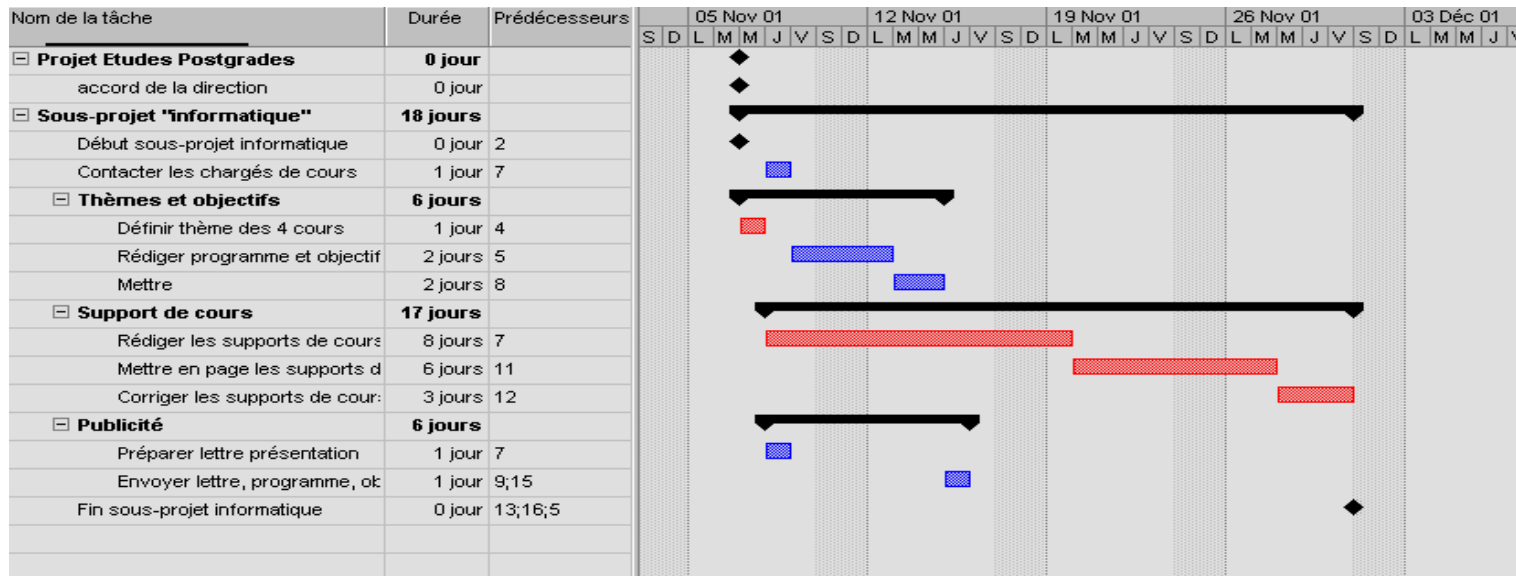 Nom de la tâche Durée Prédécesseurs 05 Nov 01 12 Nov 01 19 Nov 01 26 Nov 01 03 Déc 01
S D L M M J V S D L M M J V S D L M M J V S D L M M J V S D L M M J V
Projet Etudes Postgrades 0 jour
accord de la direction 0 jour
Sous-projet "informatique" 18 jours
Début sous-projet informatique 0 jour 2
Contacter les chargés de cours 1 jour 7
Thèmes et objectifs 6 jours
Définir thème des 4 cours 1 jour 4
Rédiger programme et objectif 2 jours 5
Mettre 2 jours 8
Support de cours 17 jours
Rédiger les supports de cours 8 jours 7
Mettre en page les supports d 6 jours 11
Corriger les supports de cour 3 jours 12
Publicité 6 jours
Préparer lettre présentation 1 jour 7
Envoyer lettre, programme, ob 1 jour 9;15
Fin sous-projet informatique 0 jour 13;16;5